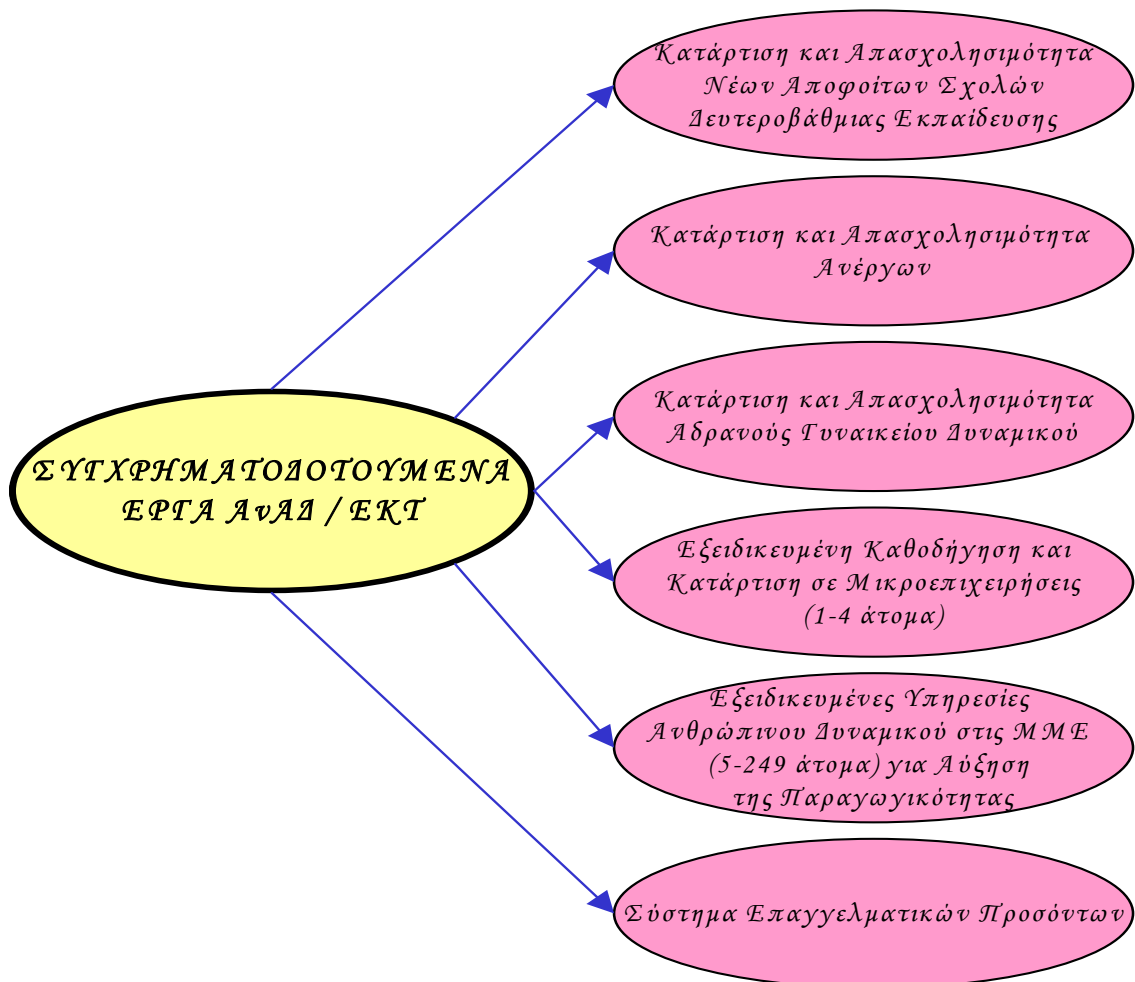 Κατάρτιση και Απασχολησιμότητα
Νέων Αποφοίτων Σχολών
Δευτεροβάθμιας Εκπαίδευσης
Κατάρτιση και Απασχολησιμότητα
Ανέργων
Κατάρτιση και Απασχολησιμότητα
Αδρανούς Γυναικείου Δυναμικού
ΣΥΓΧΡΗΜΑΤΟΔΟΤΟΥΜΕΝΑ
ΕΡΓΑ ΑνΑΔ / ΕΚΤ
Εξειδικευμένη Καθοδήγηση και
Κατάρτιση σε Μικροεπιχειρήσεις
(1-4 άτομα)
Εξειδικευμένες Υπηρεσίες
Ανθρώπινου Δυναμικού στις ΜΜΕ
(5-249 άτομα) για Αύξηση
της Παραγωγικότητας
Σύστημα Επαγγελματικών Προσόντων